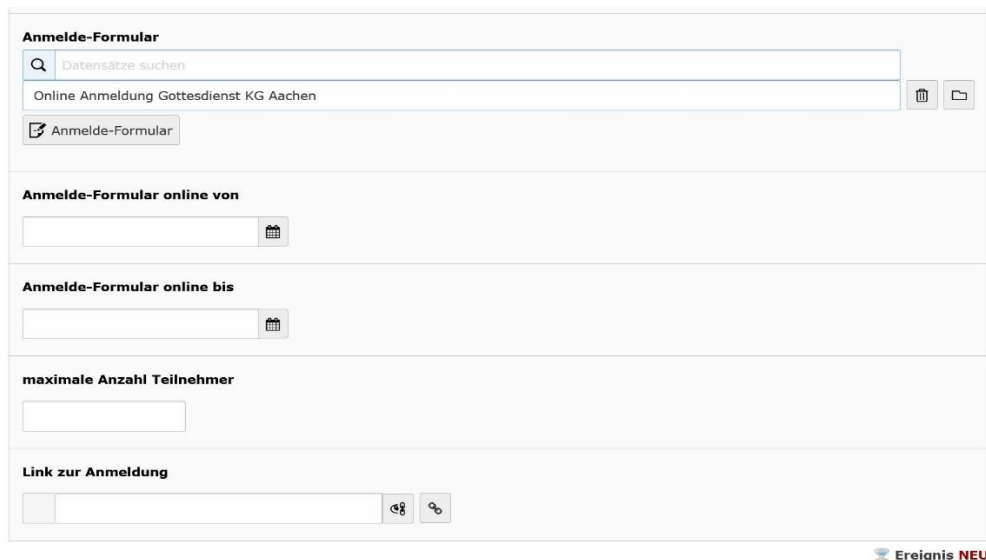 Anmelde-Formular
Datensätze suchen
Online Anmeldung Gottesdienst KG Aachen
Anmelde-Formular
Anmelde-Formular online von
Anmelde-Formular online bis
maximale Anzahl Teilnehmer
Link zur Anmeldung
Ereignis NEU